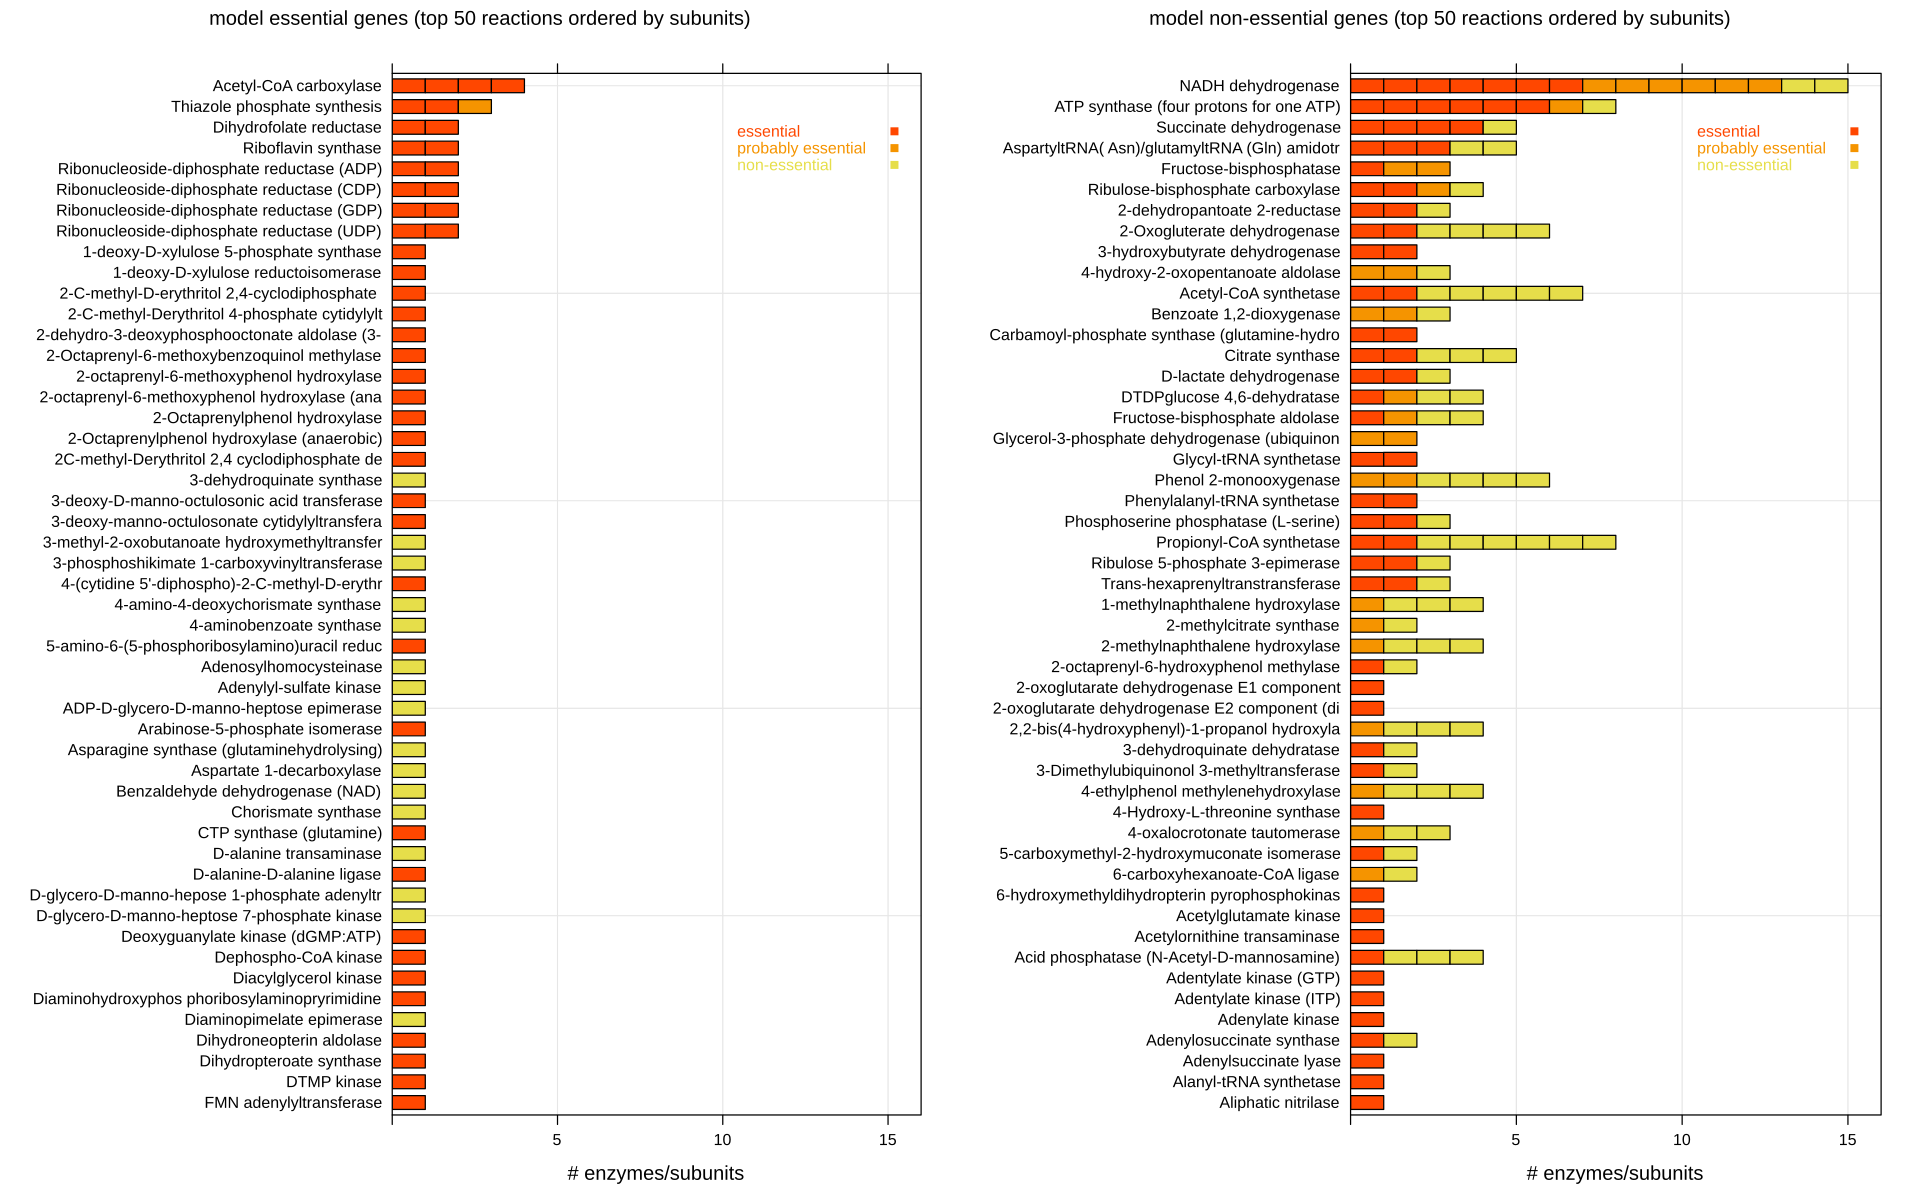 model essential genes (top 50 reactions ordered by subunits)
Acetyl-CoA carboxylase
Thiazole phosphate synthesis
Dihydrofolate reductase
Riboflavin synthase
Ribonucleoside-diphosphate reductase (ADP)
Ribonucleoside-diphosphate reductase (CDP)
Ribonucleoside-diphosphate reductase (GDP)
Ribonucleoside-diphosphate reductase (UDP)
1-deoxy-D-xylulose 5-phosphate synthase
1-deoxy-D-xylulose reductoisomerase
2-C-methyl-D-erythritol 2,4-cyclodiphosphate
2-C-methyl-Derythritol 4-phosphate cytidylylt
2-dehydro-3-deoxyphosphooctonate aldolase (3-
2-Octaprenyl-6-methoxybenzoquinol methylase
2-octaprenyl-6-methoxyphenol hydroxylase
2-octaprenyl-6-methoxyphenol hydroxylase (ana
2-Octaprenylphenol hydroxylase
2-Octaprenylphenol hydroxylase (anaerobic)
2C-methyl-Derythritol 2,4 cyclodiphosphate de
3-dehydroquinate synthase
3-deoxy-D-manno-octulosonic acid transferase
3-deoxy-manno-octulosonate cytidylyltransfera
3-methyl-2-oxobutanoate hydroxymethyltransfer
3-phosphoshikimate 1-carboxyvinyltransferase
4-(cytidine 5'-diphospho)-2-C-methyl-D-erythr
4-amino-4-deoxychorismate synthase
4-aminobenzoate synthase
5-amino-6-(5-phosphoribosylamino)uracil reduc
Adenosylhomocysteinase
Adenylyl-sulfate kinase
ADP-D-glycero-D-manno-heptose epimerase
Arabinose-5-phosphate isomerase
Asparagine synthase (glutaminehydrolysing)
Aspartate 1-decarboxylase
Benzaldehyde dehydrogenase (NAD)
Chorismate synthase
CTP synthase (glutamine)
D-alanine transaminase
D-alanine-D-alanine ligase
D-glycero-D-manno-hepose 1-phosphate adenyltr
D-glycero-D-manno-heptose 7-phosphate kinase
Deoxyguanylate kinase (dGMP:ATP)
Dephospho-CoA kinase
Diacylglycerol kinase
Diaminohydroxyphos phoribosylaminopryrimidine
Diaminopimelate epimerase
Dihydroneopterin aldolase
Dihydropteroate synthase
DTMP kinase
FMN adenylyltransferase
essential
probably essential
non-essential
5 10 15
# enzymes/subunits
model non-essential genes (top 50 reactions ordered by subunits)
NADH dehydrogenase
ATP synthase (four protons for one ATP)
Succinate dehydrogenase
AspartyltRNA( Asn)/glutamyltRNA (Gln) amidotr
Fructose-bisphosphatase
Ribulose-bisphosphate carboxylase
2-dehydropantoate 2-reductase
2-Oxogluterate dehydrogenase
3-hydroxybutyrate dehydrogenase
4-hydroxy-2-oxopentanoate aldolase
Acetyl-CoA synthetase
Benzoate 1,2-dioxygenase
Carbamoyl-phosphate synthase (glutamine-hydro
Citrate synthase
D-lactate dehydrogenase
DTDPglucose 4,6-dehydratase
Fructose-bisphosphate aldolase
Glycerol-3-phosphate dehydrogenase (ubiquinon
Glycyl-tRNA synthetase
Phenol 2-monooxygenase
Phenylalanyl-tRNA synthetase
Phosphoserine phosphatase (L-serine)
Propionyl-CoA synthetase
Ribulose 5-phosphate 3-epimerase
Trans-hexaprenyltranstransferase
1-methylnaphthalene hydroxylase
2-methylcitrate synthase
2-methylnaphthalene hydroxylase
2-octaprenyl-6-hydroxyphenol methylase
2-oxoglutarate dehydrogenase E1 component
2-oxoglutarate dehydrogenase E2 component (di
2,2-bis(4-hydroxyphenyl)-1-propanol hydroxyla
3-dehydroquinate dehydratase
3-Dimethylubiquinonol 3-methyltransferase
4-ethylphenol methylenehydroxylase
4-Hydroxy-L-threonine synthase
4-oxalocrotonate tautomerase
5-carboxymethyl-2-hydroxymuconate isomerase
6-carboxyhexanoate-CoA ligase
6-hydroxymethyldihydropterin pyrophosphokinas
Acetylglutamate kinase
Acetylornithine transaminase
Acid phosphatase (N-Acetyl-D-mannosamine)
Adentylate kinase (GTP)
Adentylate kinase (ITP)
Adenylate kinase
Adenylosuccinate synthase
Adenylsuccinate lyase
Alanyl-tRNA synthetase
Aliphatic nitrilase
essential
probably essential
non-essential
5 10 15
# enzymes/subunits